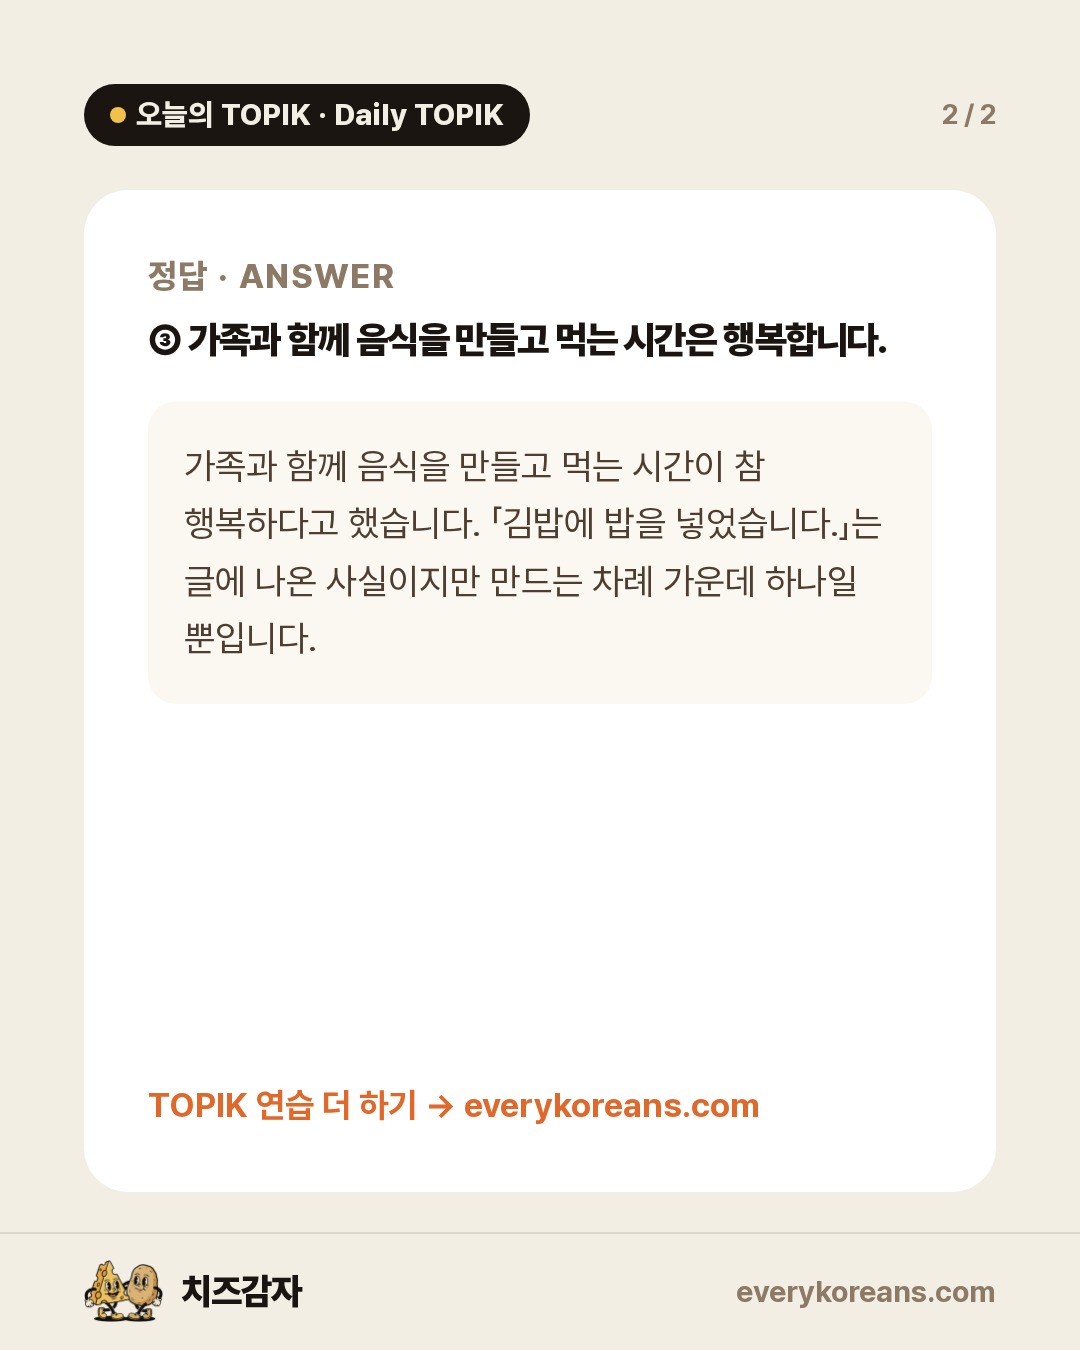 오늘의 TOPIK · Daily TOPIK
2 / 2
정답 · ANSWER
❸ 가족과 함께 음식을 만들고 먹는 시간은 행복합니다.
가족과 함께 음식을 만들고 먹는 시간이 참
행복하다고 했습니다. 「김밥에 밥을 넣었습니다.」는
글에 나온 사실이지만 만드는 차례 가운데 하나일
뿐입니다.
TOPIK 연습 더 하기 → everykoreans.com
치즈감자
everykoreans.com